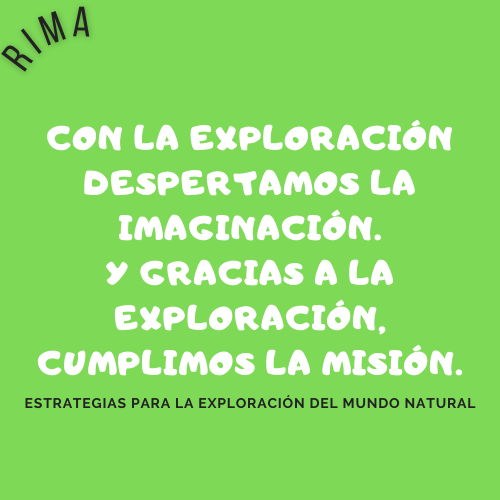 RIMA
CON LA EXPLORACIÓN
DESPERTAMOS LA
IMAGINACIÓN.
Y GRACIAS A LA
EXPLORACIÓN,
CUMPLIMOS LA MISIÓN.
ESTRATEGIAS PARA LA EXPLORACIÓN DEL MUNDO NATURAL